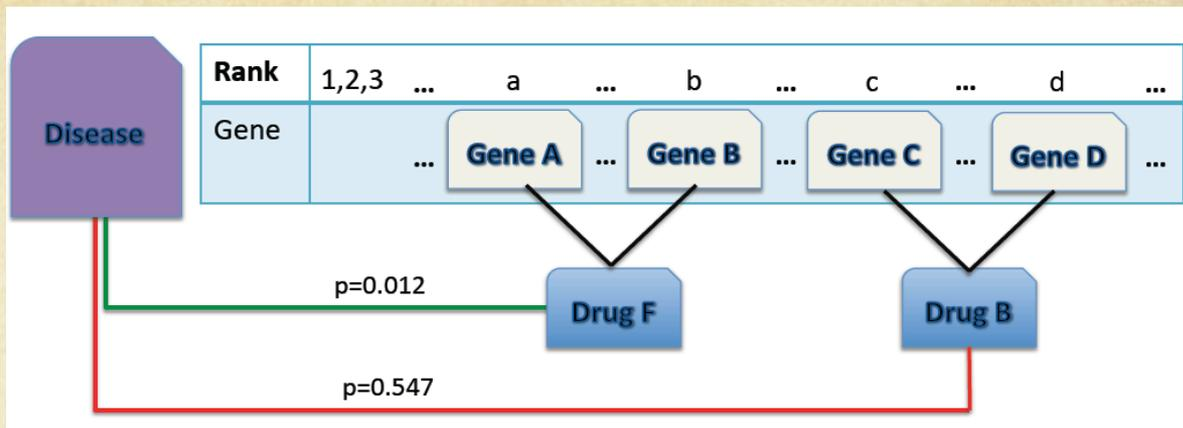 Disease
Rank 1,2,3 ... a ... b ... c ... d ...
Gene ... Gene A ... Gene B ... Gene C ... Gene D ...
p=0.012
Drug F
Drug B
p=0.547